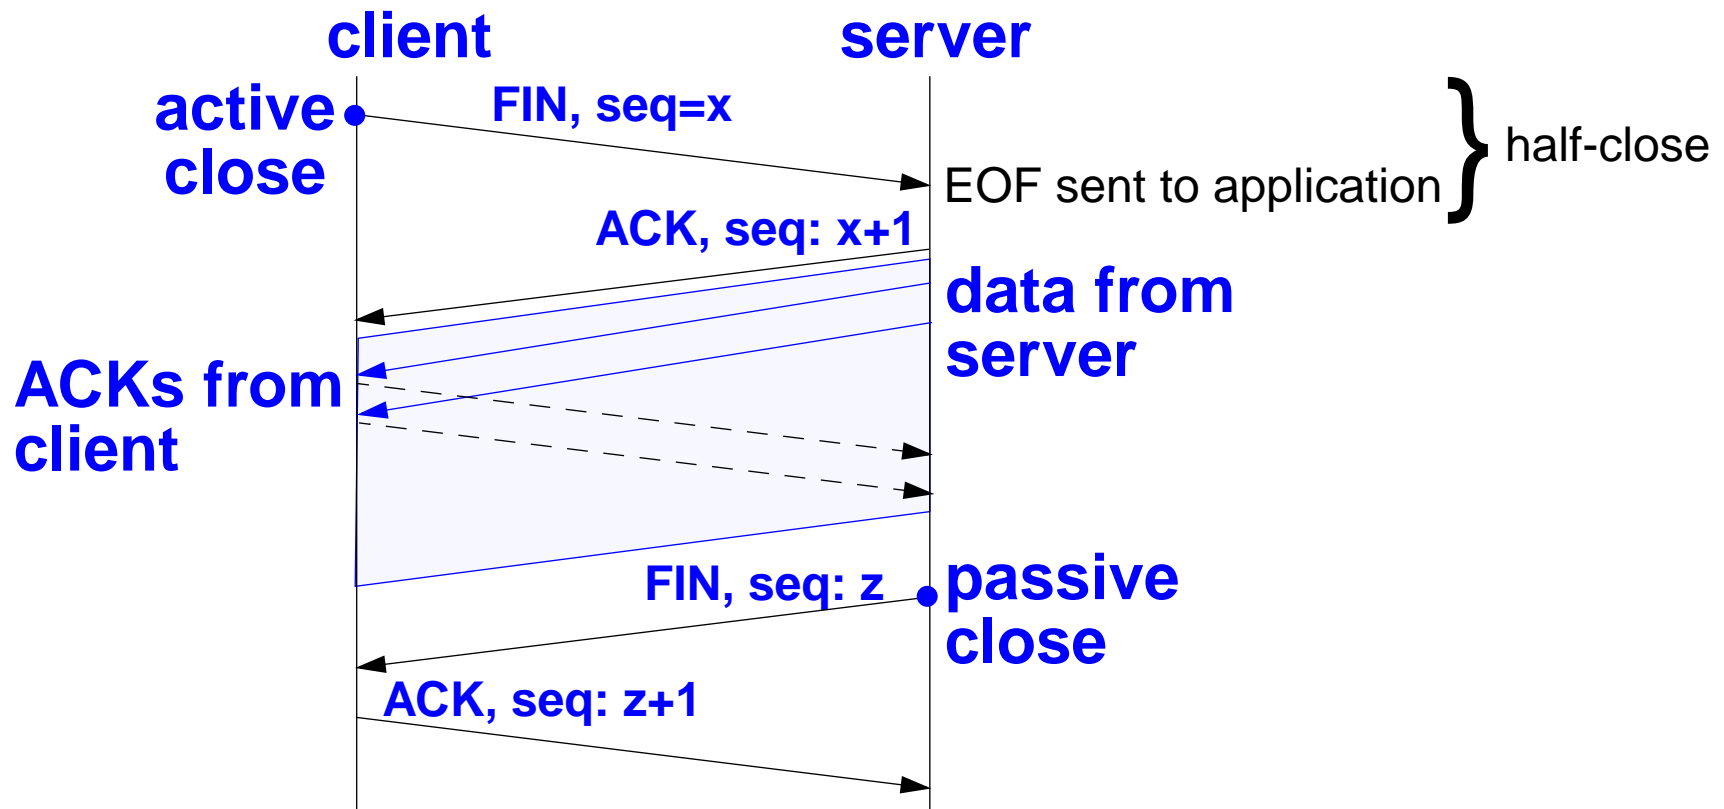 client
server
active
close
FIN, seq=x
EOF sent to application
half-close
ACK, seq: x+1
data from
server
ACKs from
client
FIN, seq: z
passive
close
ACK, seq: z+1